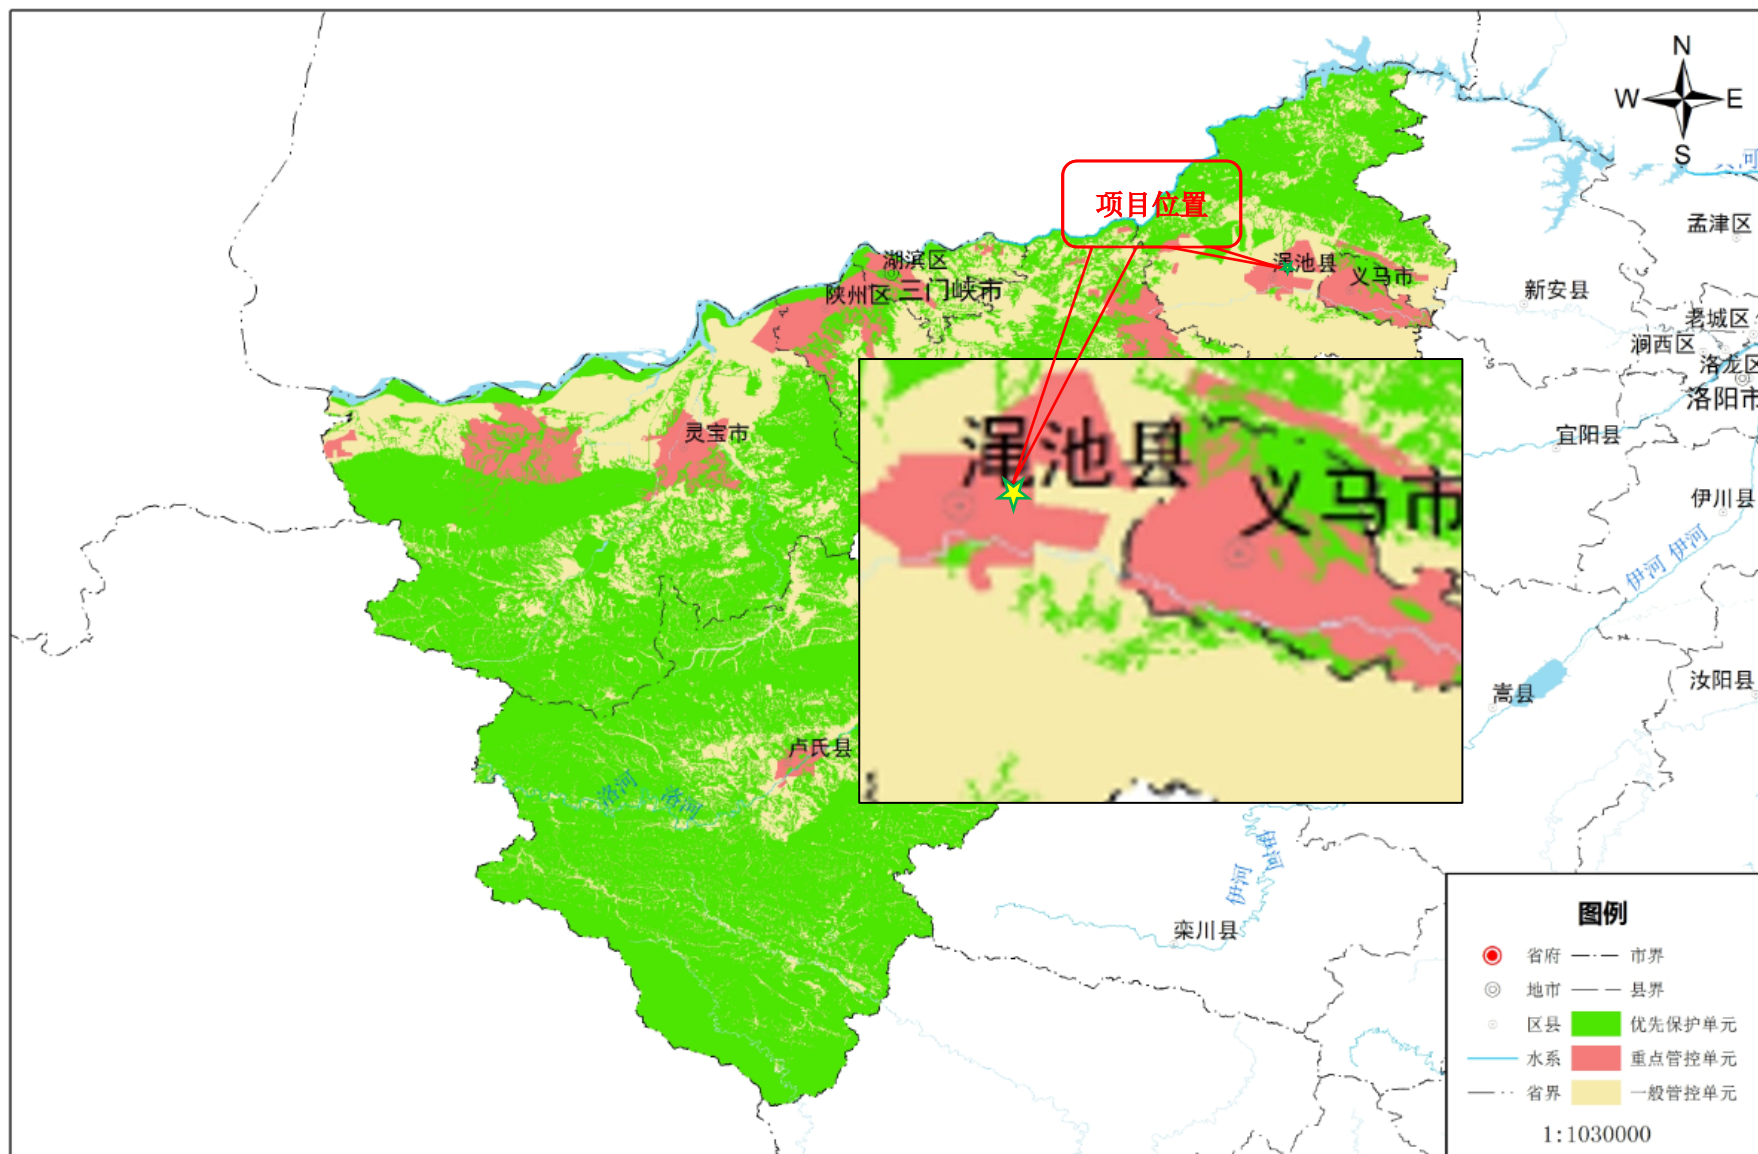 N
W E
S
河
孟津区
项目位置
湖滨区
陕州区
三门峡市
渑池县
义马市
新安县
老城区
涧西区
洛龙区
洛阳市
宜阳县
灵宝市
渑池县
义马市
伊川县
伊河 伊河
嵩县
汝阳县
卢氏县
洛河
洛河
伊河
伊河
栾川县
图例
省府 市界
地市 县界
区县 优先保护单元
水系 重点管控单元
省界 一般管控单元
1:1030000